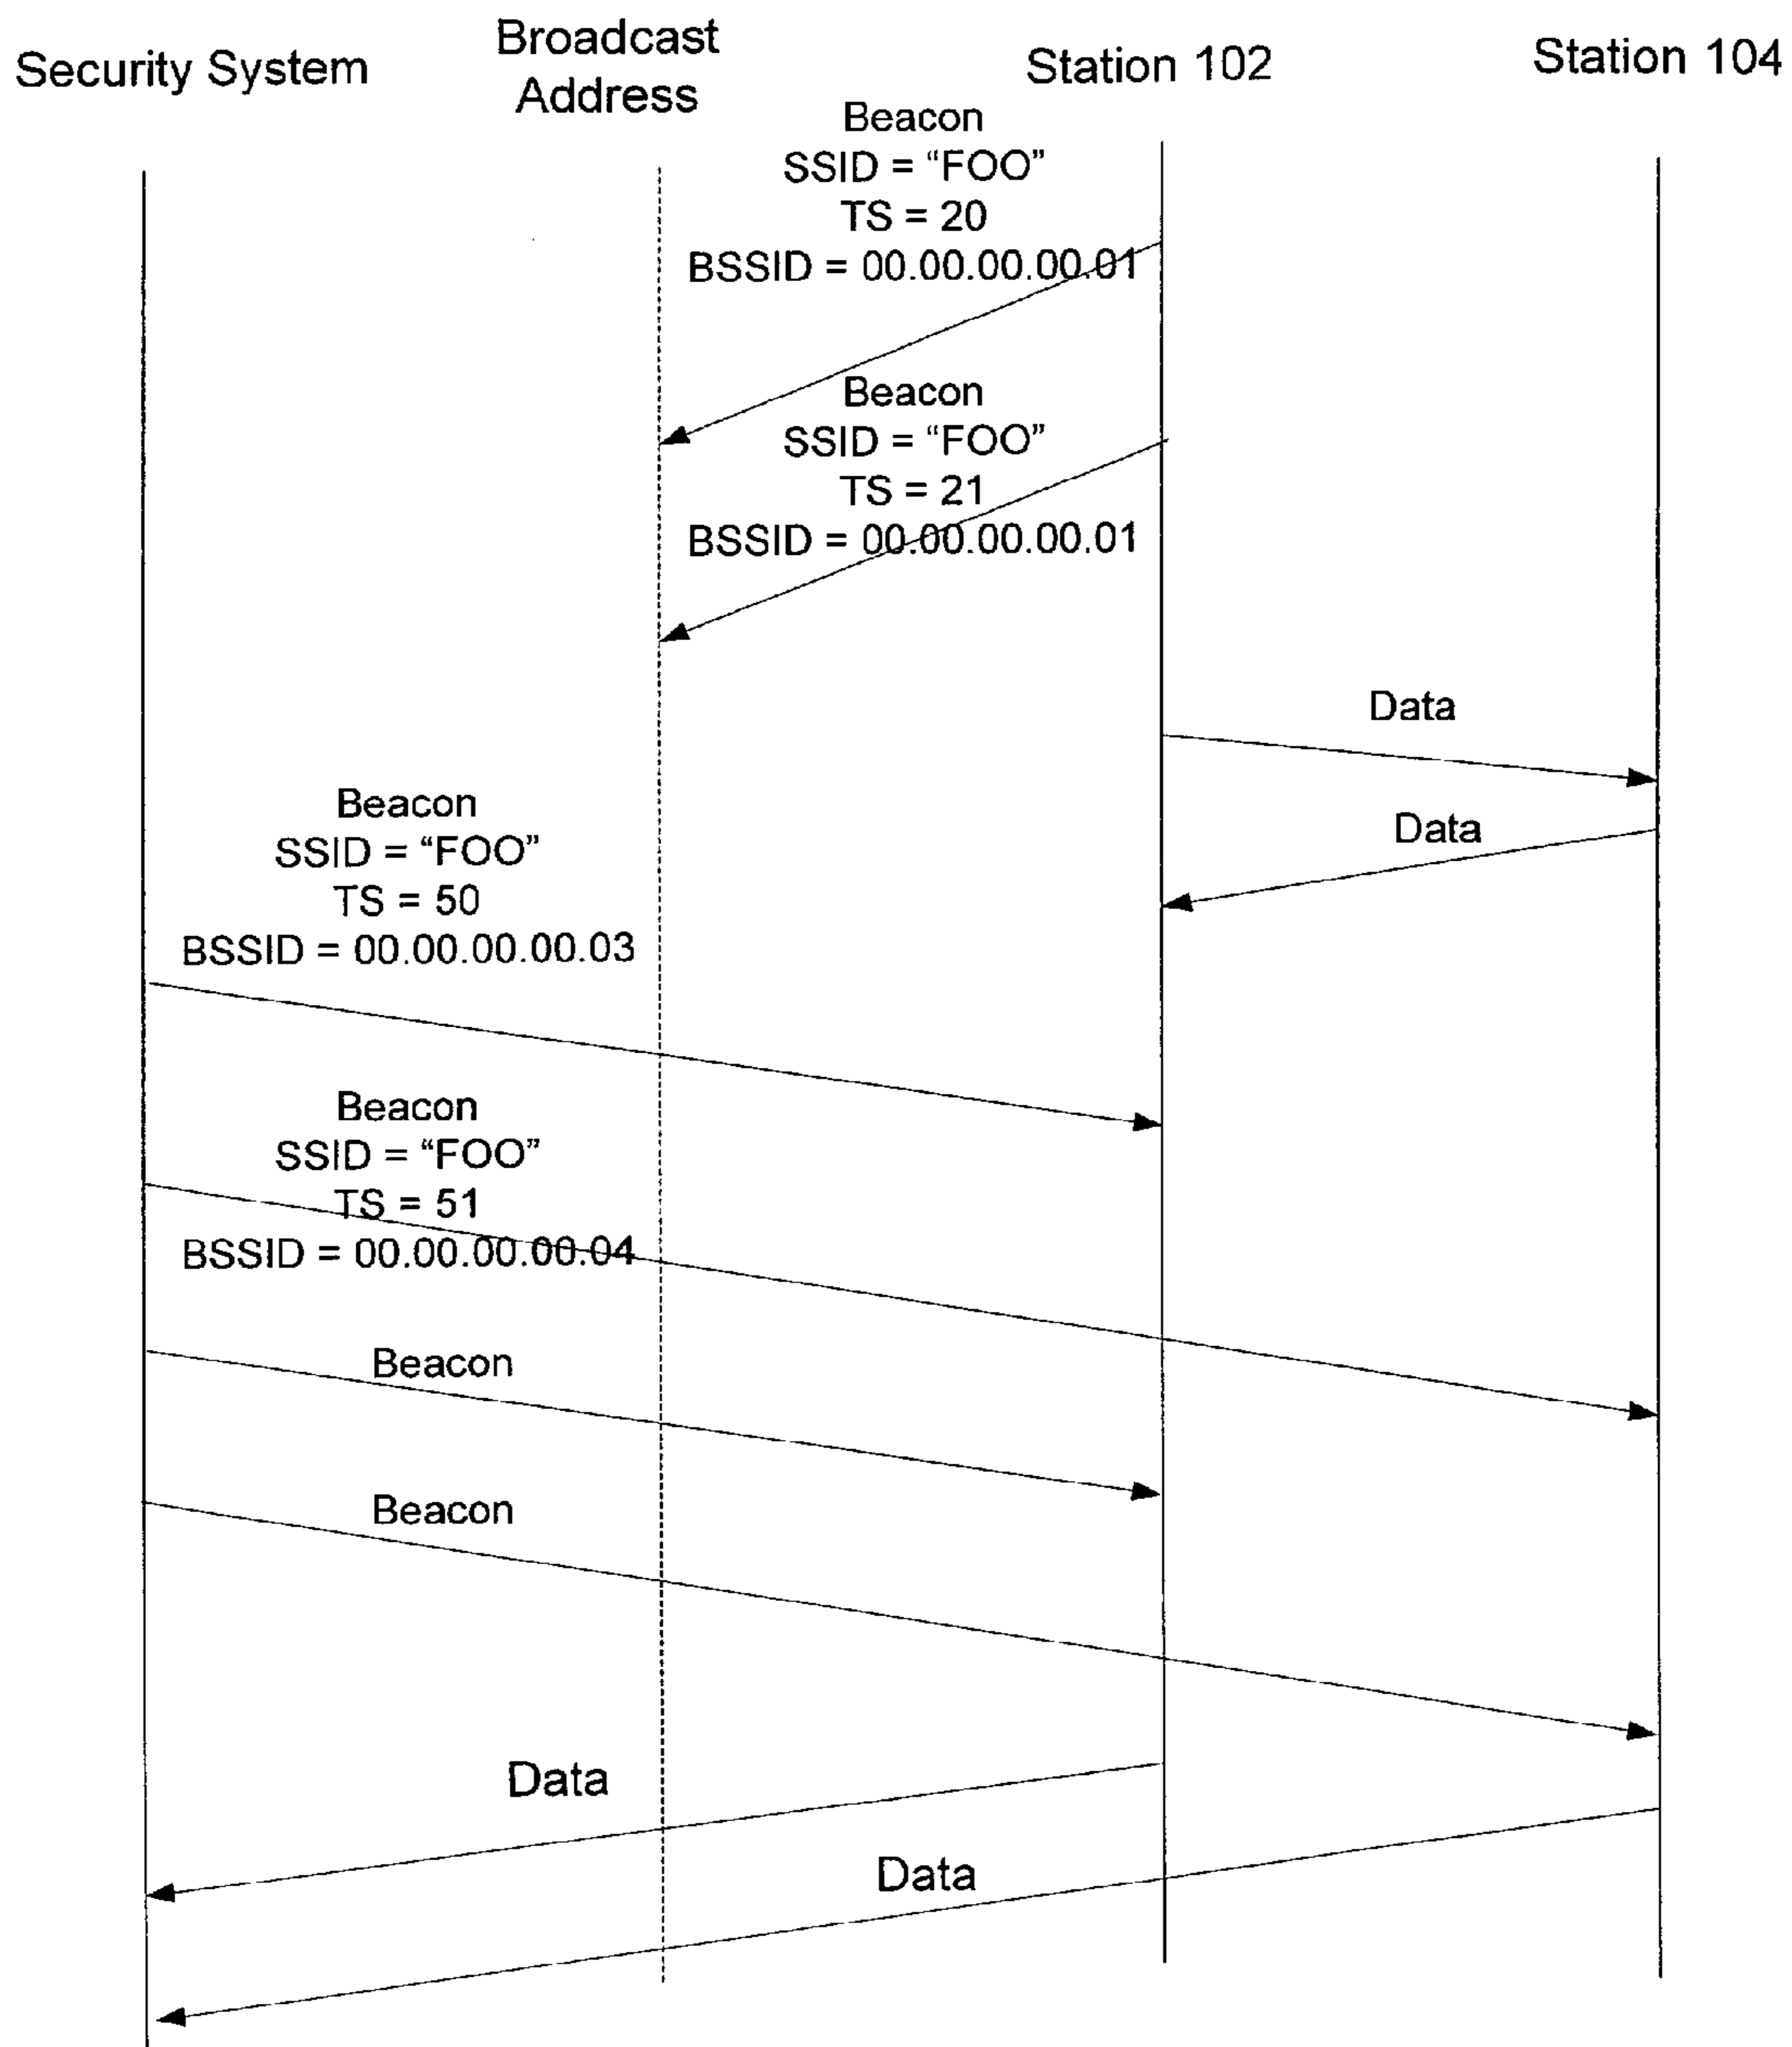 Security System
Broadcast
Address
Station 102
Station 104
Beacon
SSID = “FOO”
TS = 20
BSSID = 00.00.00.00.01
Beacon
SSID = “FOO”
TS = 21
BSSID = 00.00.00.00.01
Data
Data
Beacon
SSID = “FOO”
TS = 50
BSSID = 00.00.00.00.03
Beacon
SSID = “FOO”
TS = 51
BSSID = 00.00.00.00.04
Beacon
Beacon
Data
Data